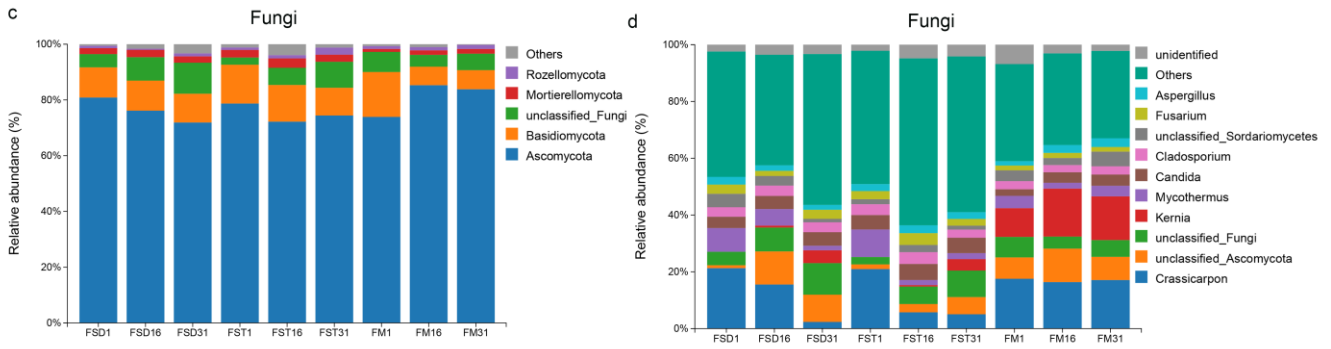 c
Fungi
Relative abundance (%)
100%
80%
60%
40%
20%
0%
FSD1 FSD16 FSD31 FST1 FST16 FST31 FM1 FM16 FM31
Others
Rozellomycota
Mortierellomycota
unclassified_Fungi
Basidiomycota
Ascomycota
d
Fungi
Relative abundance (%)
100%
80%
60%
40%
20%
0%
FSD1 FSD16 FSD31 FST1 FST16 FST31 FM1 FM16 FM31
unidentified
Others
Aspergillus
Fusarium
unclassified_Sordariomycetes
Cladosporium
Candida
Mycothermus
Kernia
unclassified_Fungi
unclassified_Ascomycota
Crassicarpon